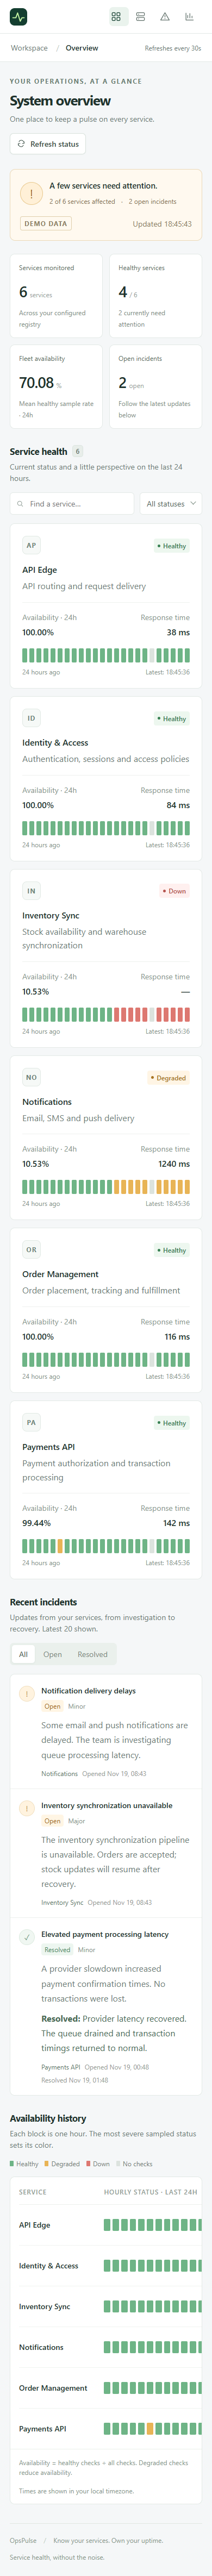 Workspace / Overview
Refreshes every 30s
YOUR OPERATIONS, AT A GLANCE
System overview
One place to keep a pulse on every service.
Refresh status
!
A few services need attention.
2 of 6 services affected · 2 open incidents
DEMO DATA
Updated 18:45:43
Services monitored
6 services
Across your configured
registry
Healthy services
4 / 6
2 currently need
attention
Fleet availability
70.08 %
Mean healthy sample rate
· 24h
Open incidents
2 open
Follow the latest updates
below
Service health 6
Current status and a little perspective on the last 24
hours.
Find a service...
All statuses
AP
Healthy
API Edge
API routing and request delivery
Availability · 24h
Response time
100.00%
38 ms
24 hours ago
Latest: 18:45:36
ID
Healthy
Identity & Access
Authentication, sessions and access policies
Availability · 24h
Response time
100.00%
84 ms
24 hours ago
Latest: 18:45:36
IN
Down
Inventory Sync
Stock availability and warehouse
synchronization
Availability · 24h
Response time
10.53%
—
24 hours ago
Latest: 18:45:36
NO
Degraded
Notifications
Email, SMS and push delivery
Availability · 24h
Response time
10.53%
1240 ms
24 hours ago
Latest: 18:45:36
OR
Healthy
Order Management
Order placement, tracking and fulfillment
Availability · 24h
Response time
100.00%
116 ms
24 hours ago
Latest: 18:45:36
PA
Healthy
Payments API
Payment authorization and transaction
processing
Availability · 24h
Response time
99.44%
142 ms
24 hours ago
Latest: 18:45:36
Recent incidents
Updates from your services, from investigation to
recovery. Latest 20 shown.
All
Open
Resolved
!
Notification delivery delays
Open Minor
Some email and push notifications are
delayed. The team is investigating
queue processing latency.
Notifications Opened Nov 19, 08:43
!
Inventory synchronization unavailable
Open Major
The inventory synchronization pipeline
is unavailable. Orders are accepted;
stock updates will resume after
recovery.
Inventory Sync Opened Nov 19, 06:43
✓
Elevated payment processing latency
Resolved Minor
A provider slowdown increased
payment confirmation times. No
transactions were lost.
Resolved: Provider latency recovered.
The queue drained and transaction
timings returned to normal.
Payments API Opened Nov 19, 00:48
Resolved Nov 19, 01:48
Availability history
Each block is one hour. The most severe sampled status
sets its color.
Healthy Degraded Down No checks
SERVICE
HOURLY STATUS · LAST 24H
API Edge
Identity & Access
Inventory Sync
Notifications
Order Management
Payments API
Availability = healthy checks ÷ all checks. Degraded checks
reduce availability.
Times are shown in your local timezone.
OpsPulse / Know your services. Own your uptime.
Service health, without the noise.